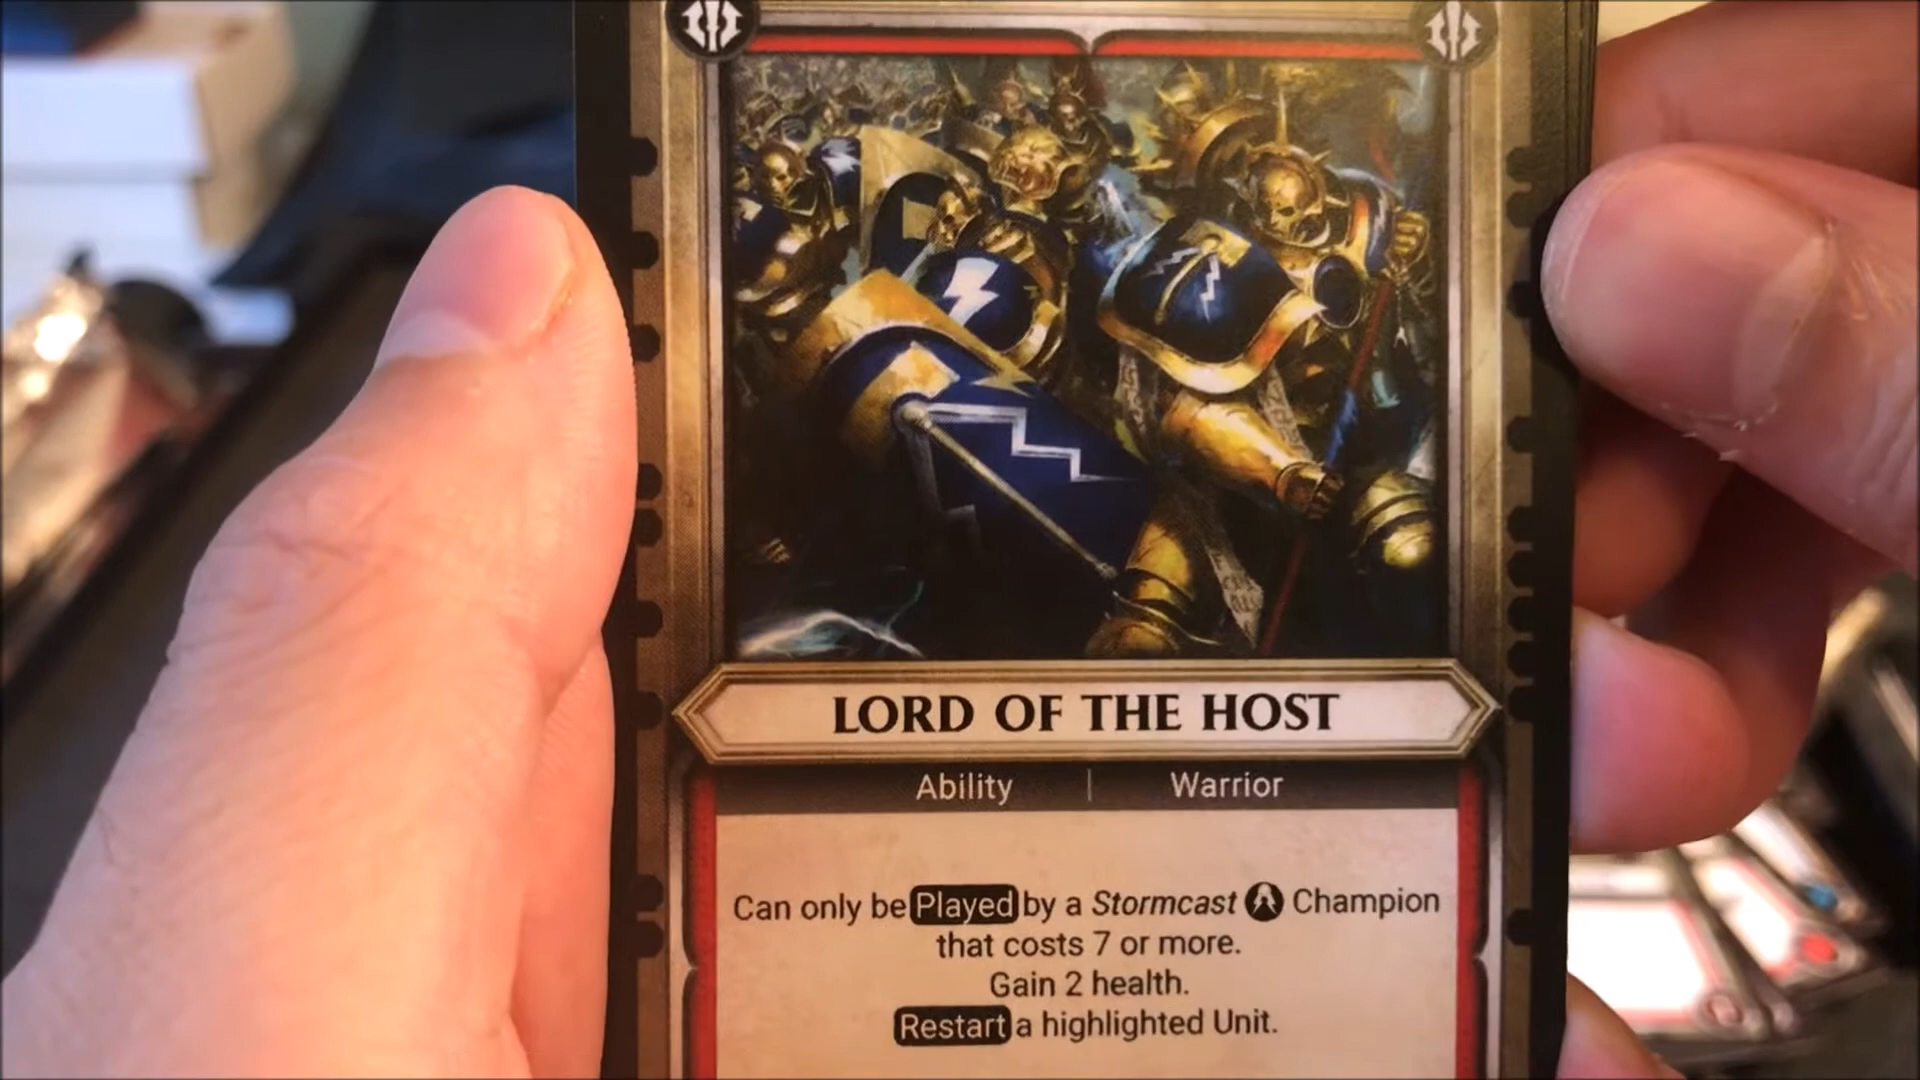 LORD OF THE HOST
Ability | Warrior
Can only be Played by a Stormcast Champion
that costs 7 or more.
Gain 2 health.
Restart a highlighted Unit.